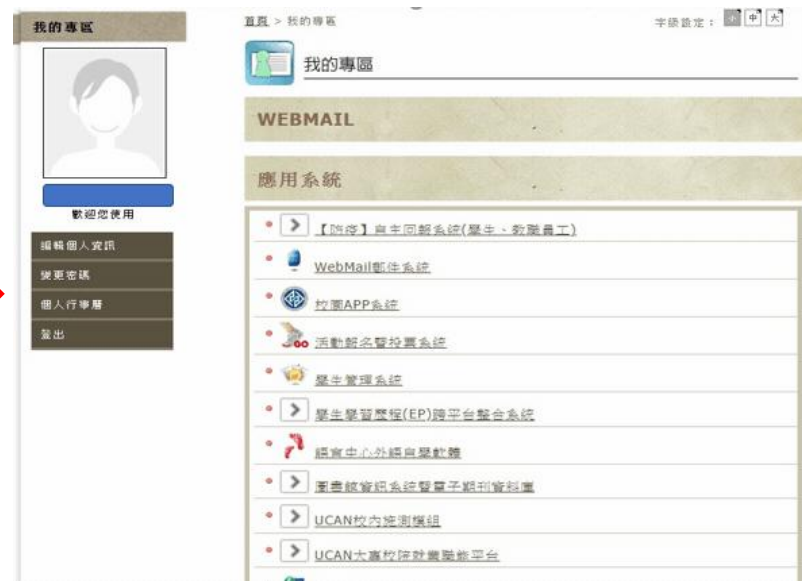 我的專區
歡迎您使用
編輯個人資訊
變更密碼
個人行事曆
登出
首頁 > 我的專區
字級設定： 小 中 大
我的專區
WEBMAIL
應用系統
【防疫】自主回報系統(學生、教職員工)
WebMail郵件系統
校園APP系統
活動報名暨投票系統
學生管理系統
學生學習歷程(EP)跨平台整合系統
語言中心外語自學軟體
圖書館資訊系統暨電子期刊資料庫
UCAN校內施測模組
UCAN大專校院就業職能平台